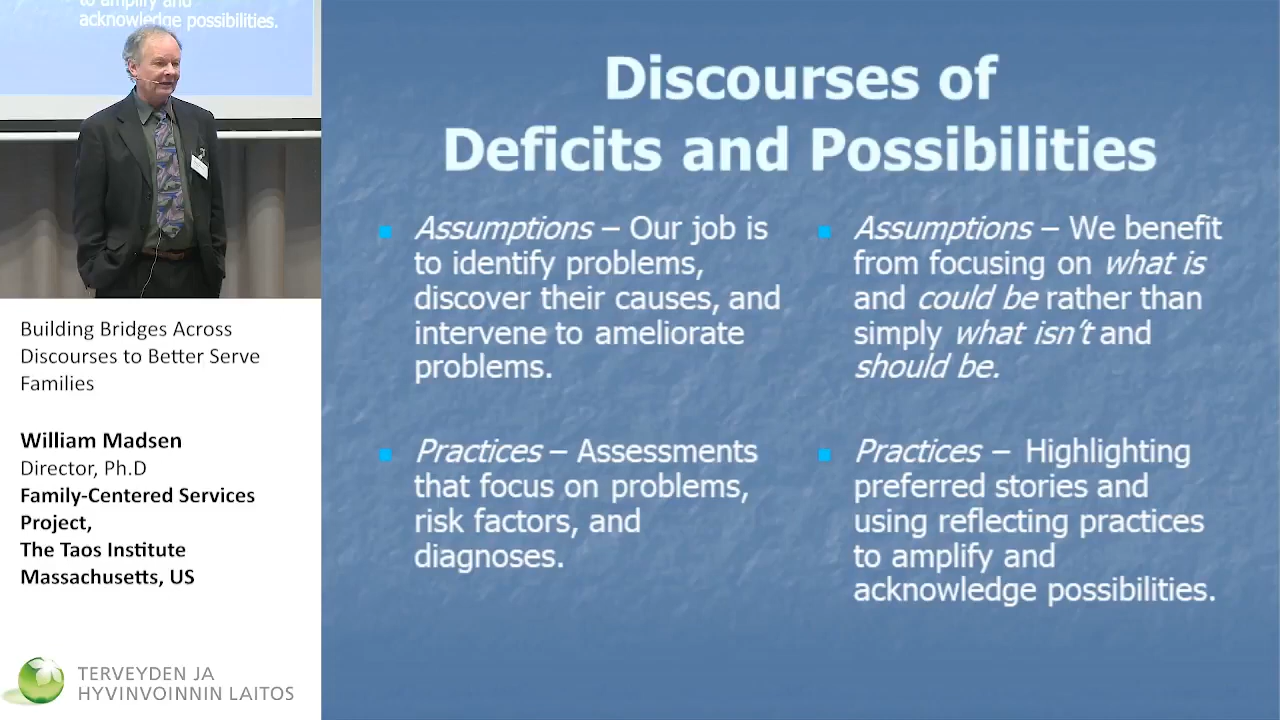 to amplify and
acknowledge possibilities.
Building Bridges Across
Discourses to Better Serve
Families
William Madsen
Director, Ph.D
Family-Centered Services
Project,
The Taos Institute
Massachusetts, US
TERVEYDEN JA
HYVINVOINNIN LAITOS
Discourses of
Deficits and Possibilities
Assumptions – Our job is
to identify problems,
discover their causes, and
intervene to ameliorate
problems.
Practices – Assessments
that focus on problems,
risk factors, and
diagnoses.
Assumptions – We benefit
from focusing on what is
and could be rather than
simply what isn't and
should be.
Practices – Highlighting
preferred stories and
using reflecting practices
to amplify and
acknowledge possibilities.